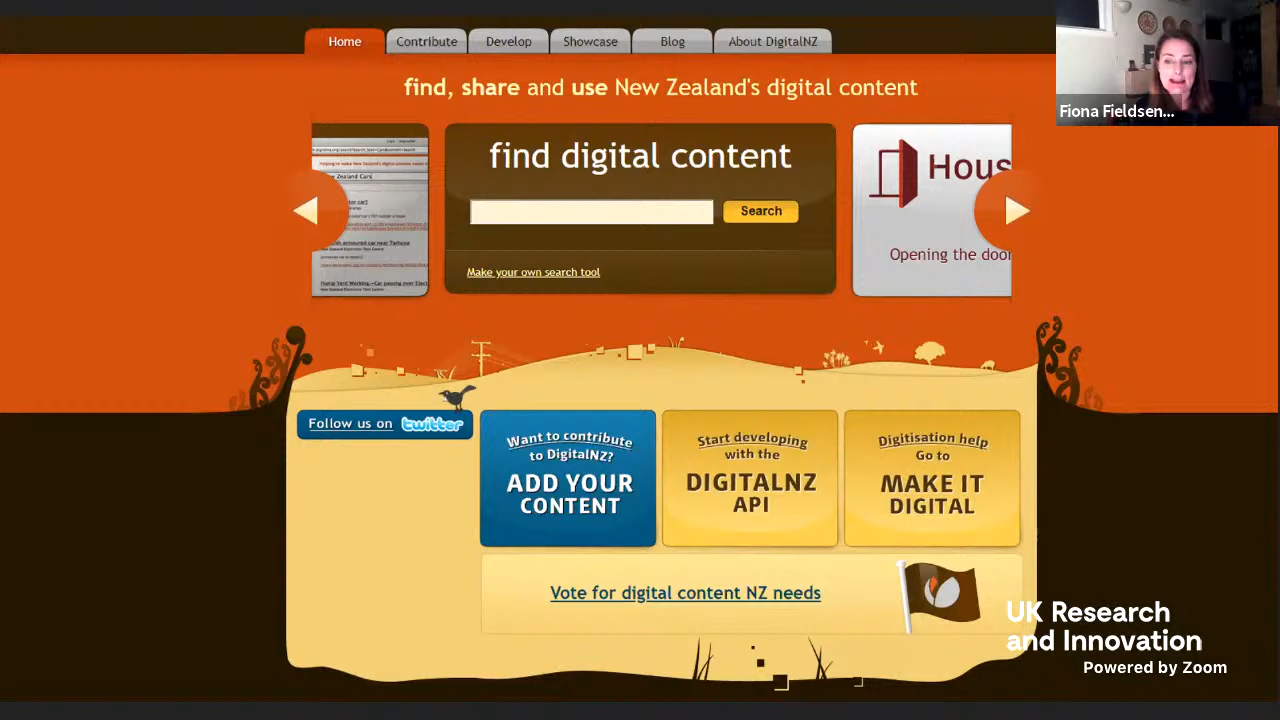 Home
Contribute
Develop
Showcase
Blog
About DigitalNZ
find, share and use New Zealand's digital content
Fiona Fieldsen...
find digital content
Search
Make your own search tool
Hous
Opening the door
Follow us on twitter
Want to contribute
to DigitalNZ?
ADD YOUR
CONTENT
Start developing
with the
DIGITALNZ
API
Digitisation help
Go to
MAKE IT
DIGITAL
Vote for digital content NZ needs
UK Research
and Innovation
Powered by Zoom